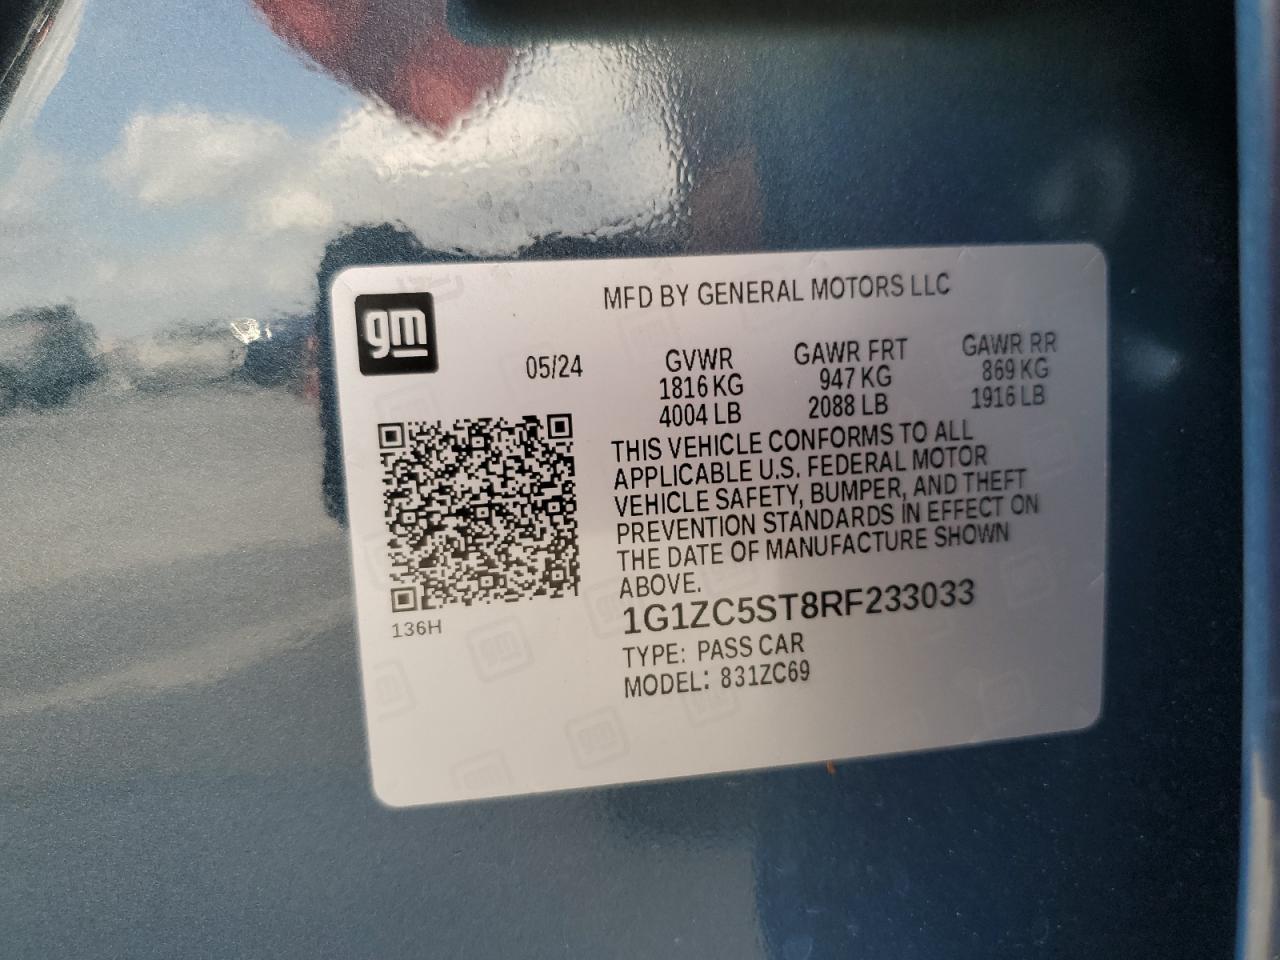 gm
MFD BY GENERAL MOTORS LLC
05/24
GVWR
1816 KG
4004 LB
GAWR FRT
947 KG
2088 LB
GAWR RR
869 KG
1916 LB
THIS VEHICLE CONFORMS TO ALL
APPLICABLE U.S. FEDERAL MOTOR
VEHICLE SAFETY, BUMPER, AND THEFT
PREVENTION STANDARDS IN EFFECT ON
THE DATE OF MANUFACTURE SHOWN
ABOVE.
1G1ZC5ST8RF233033
TYPE: PASS CAR
MODEL: 831ZC69
136H